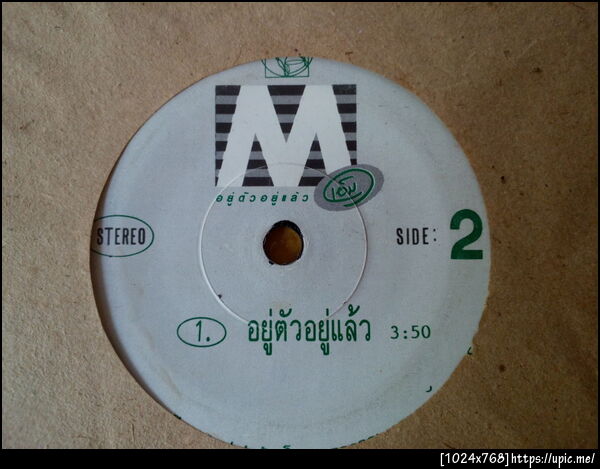 M
อยู่ตัวอยู่แล้ว
เอ็ม
STEREO
SIDE: 2
1. อยู่ตัวอยู่แล้ว 3:50
[1024x768]https://upic.me/